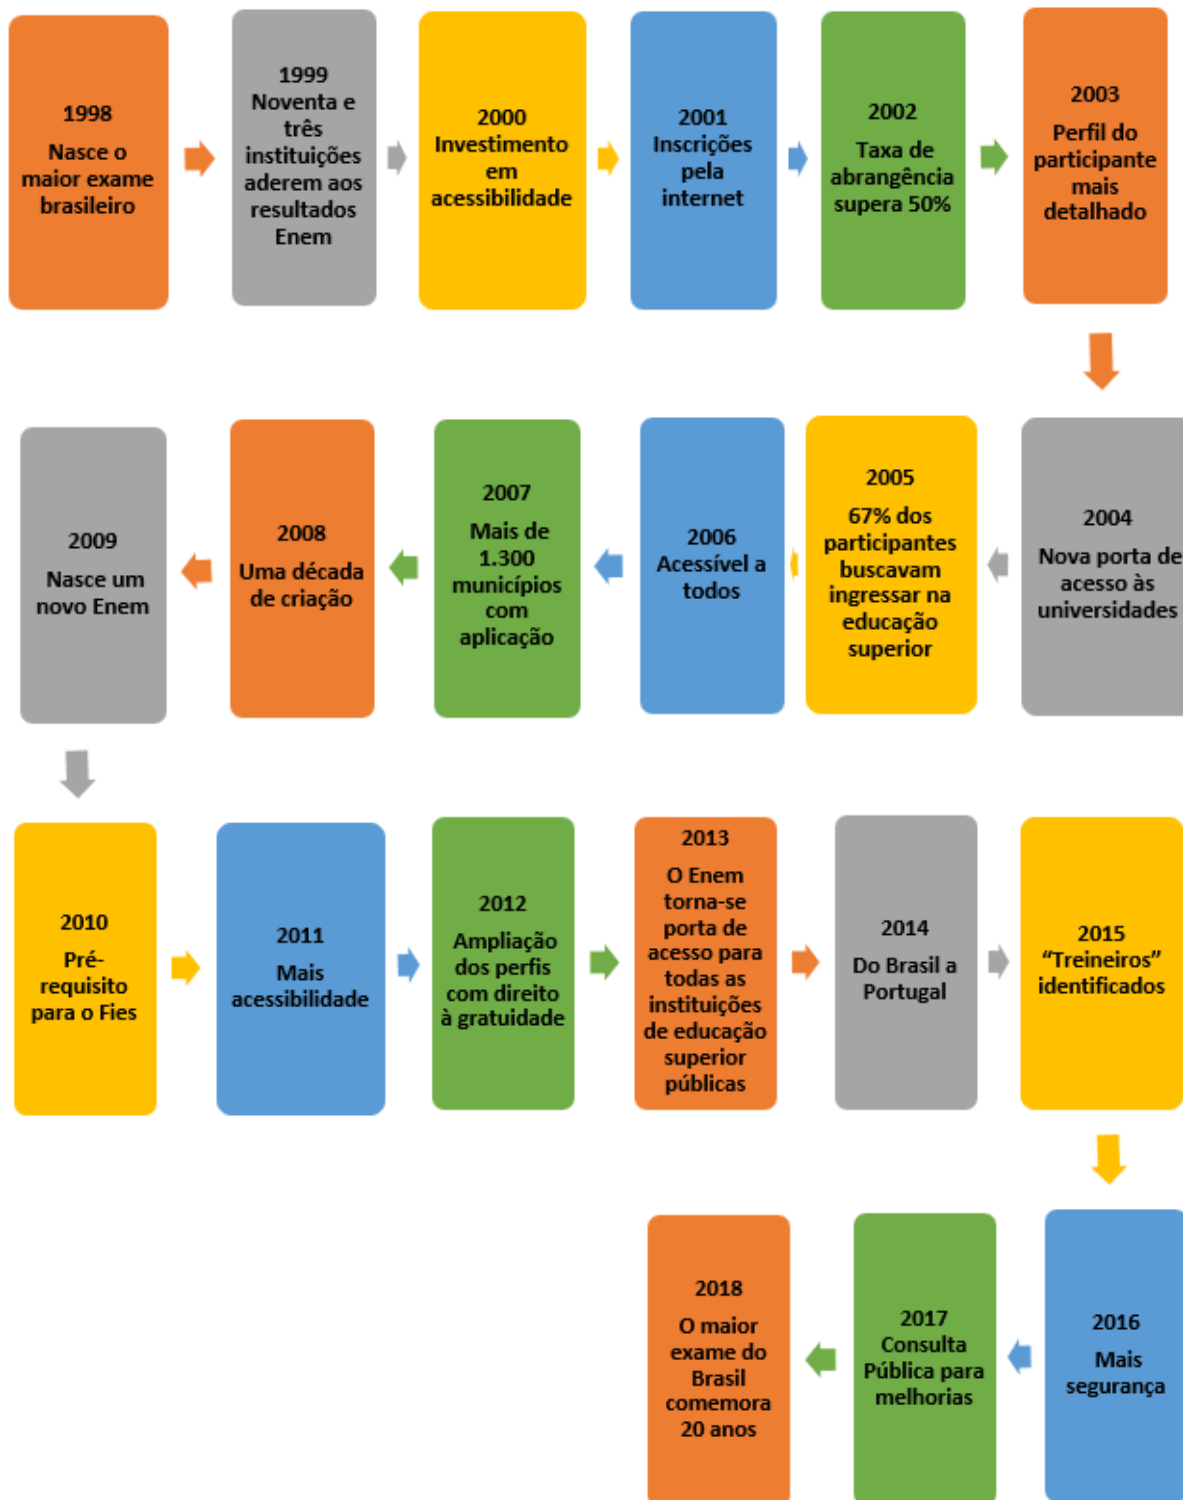 1998
Nasce o
maior exame
brasileiro
1999
Noventa e
três
instituições
aderem aos
resultados
Enem
2000
Investimento
em
acessibilidade
2001
Inscrições
pela
internet
2002
Taxa de
abrangência
supera 50%
2003
Perfil do
participante
mais
detalhado
2004
Nova porta de
acesso às
universidades
2005
67% dos
participantes
buscavam
ingressar na
educação
superior
2006
Acessível a
todos
2007
Mais de
1.300
municípios
com
aplicação
2008
Uma década
de criação
2009
Nasce um
novo Enem
2010
Pré-
requisito
para o Fies
2011
Mais
acessibilidade
2012
Ampliação
dos perfis
com direito
à gratuidade
2013
O Enem
torna-se
porta de
acesso para
todas as
instituições
de educação
superior
públicas
2014
Do Brasil a
Portugal
2015
“Treineiros”
identificados
2016
Mais
segurança
2017
Consulta
Pública para
melhorias
2018
O maior
exame do
Brasil
comemora
20 anos